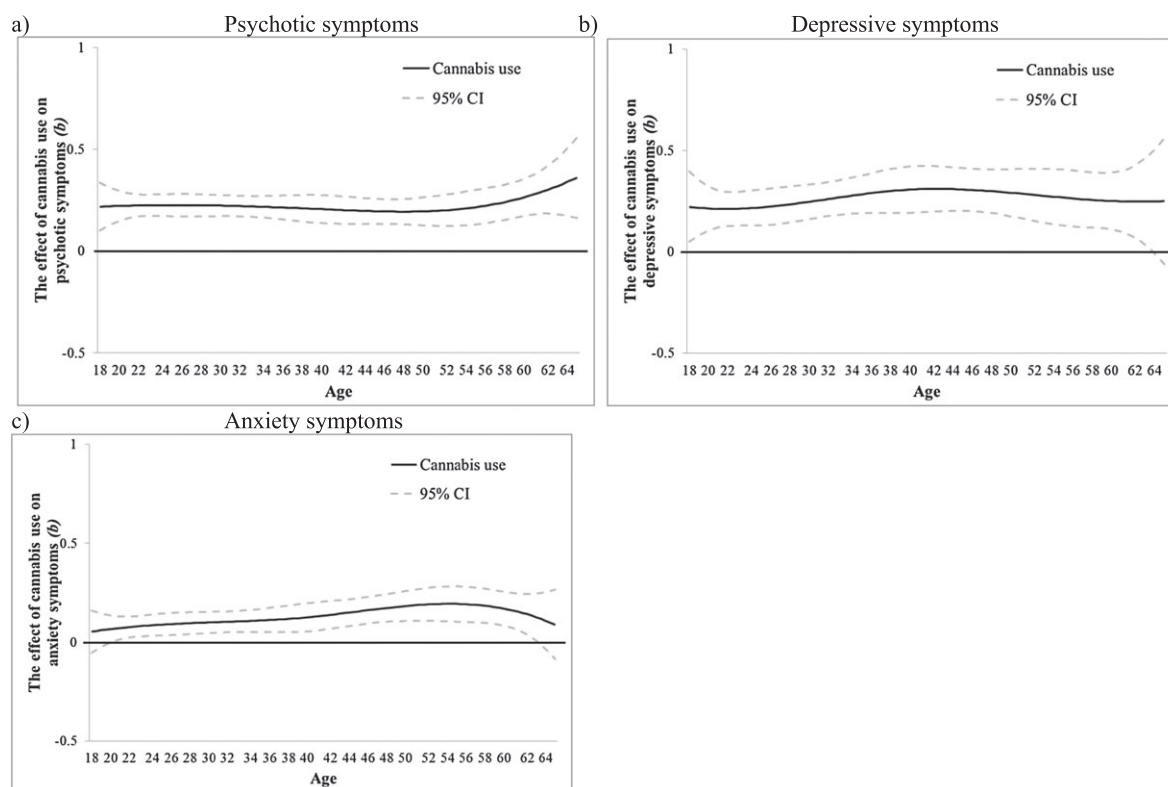 a) Psychotic symptoms
1
Cannabis use
95% CI
The effect of cannabis use on
psychotic symptoms (b)
0.5
0
-0.5
18 20 22 24 26 28 30 32 34 36 38 40 42 44 46 48 50 52 54 56 58 60 62 64
Age
b) Depressive symptoms
1
Cannabis use
95% CI
The effect of cannabis use on
depressive symptoms (b)
0.5
0
-0.5
18 20 22 24 26 28 30 32 34 36 38 40 42 44 46 48 50 52 54 56 58 60 62 64
Age
c) Anxiety symptoms
1
Cannabis use
95% CI
The effect of cannabis use on
anxiety symptoms (b)
0.5
0
-0.5
18 20 22 24 26 28 30 32 34 36 38 40 42 44 46 48 50 52 54 56 58 60 62 64
Age